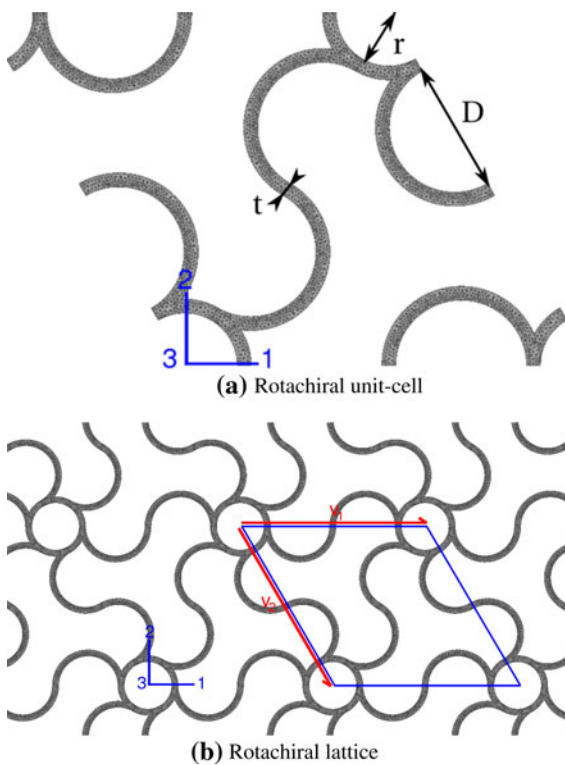 r
D
t
2
3 1
(a) Rotachiral unit-cell
v₁
v₂
2
3 1
(b) Rotachiral lattice